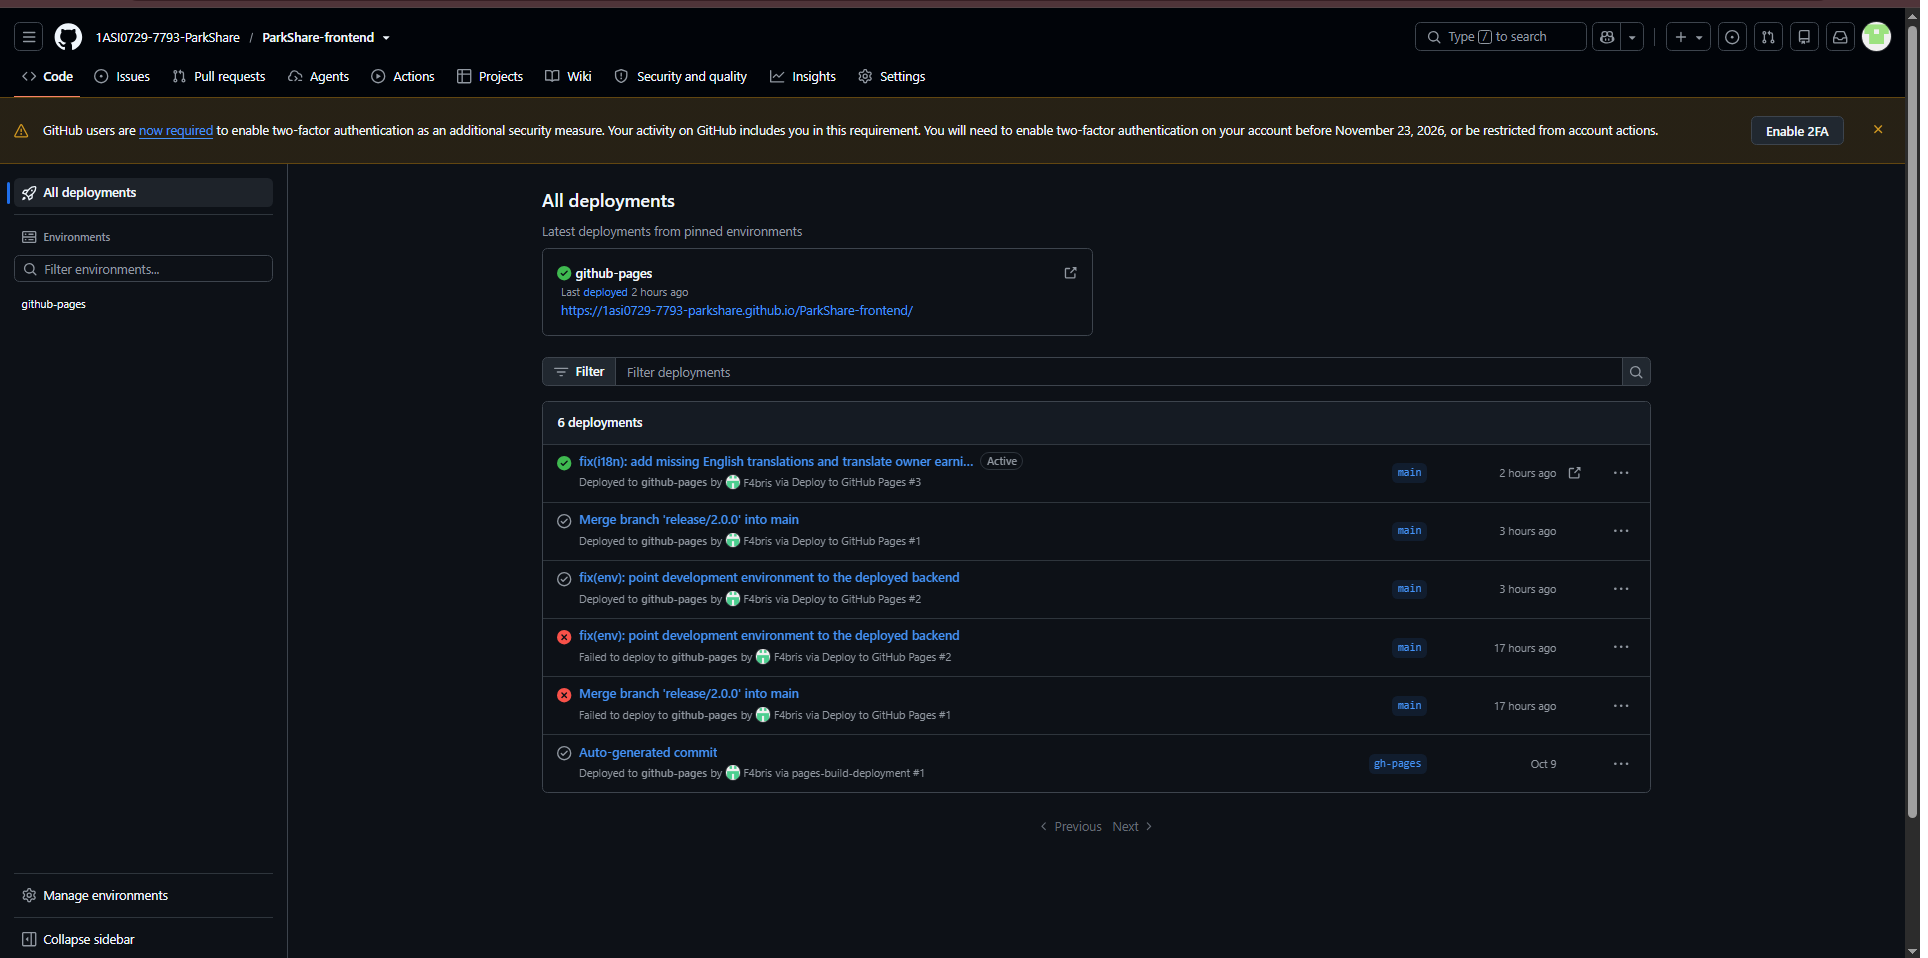 1ASI0729-7793-ParkShare / ParkShare-frontend
Type / to search
Code
Issues
Pull requests
Agents
Actions
Projects
Wiki
Security and quality
Insights
Settings
GitHub users are now required to enable two-factor authentication as an additional security measure. Your activity on GitHub includes you in this requirement. You will need to enable two-factor authentication on your account before November 23, 2026, or be restricted from account actions.
Enable 2FA
All deployments
Environments
Filter environments...
github-pages
Manage environments
Collapse sidebar
All deployments
Latest deployments from pinned environments
github-pages
Last deployed 2 hours ago
https://1asi0729-7793-parkshare.github.io/ParkShare-frontend/
Filter
Filter deployments
6 deployments
fix(i18n): add missing English translations and translate owner earni... Active
Deployed to github-pages by F4bris via Deploy to GitHub Pages #3
main
2 hours ago
Merge branch 'release/2.0.0' into main
Deployed to github-pages by F4bris via Deploy to GitHub Pages #1
main
3 hours ago
fix(env): point development environment to the deployed backend
Deployed to github-pages by F4bris via Deploy to GitHub Pages #2
main
3 hours ago
fix(env): point development environment to the deployed backend
Failed to deploy to github-pages by F4bris via Deploy to GitHub Pages #2
main
17 hours ago
Merge branch 'release/2.0.0' into main
Failed to deploy to github-pages by F4bris via Deploy to GitHub Pages #1
main
17 hours ago
Auto-generated commit
Deployed to github-pages by F4bris via pages-build-deployment #1
gh-pages
Oct 9
Previous
Next